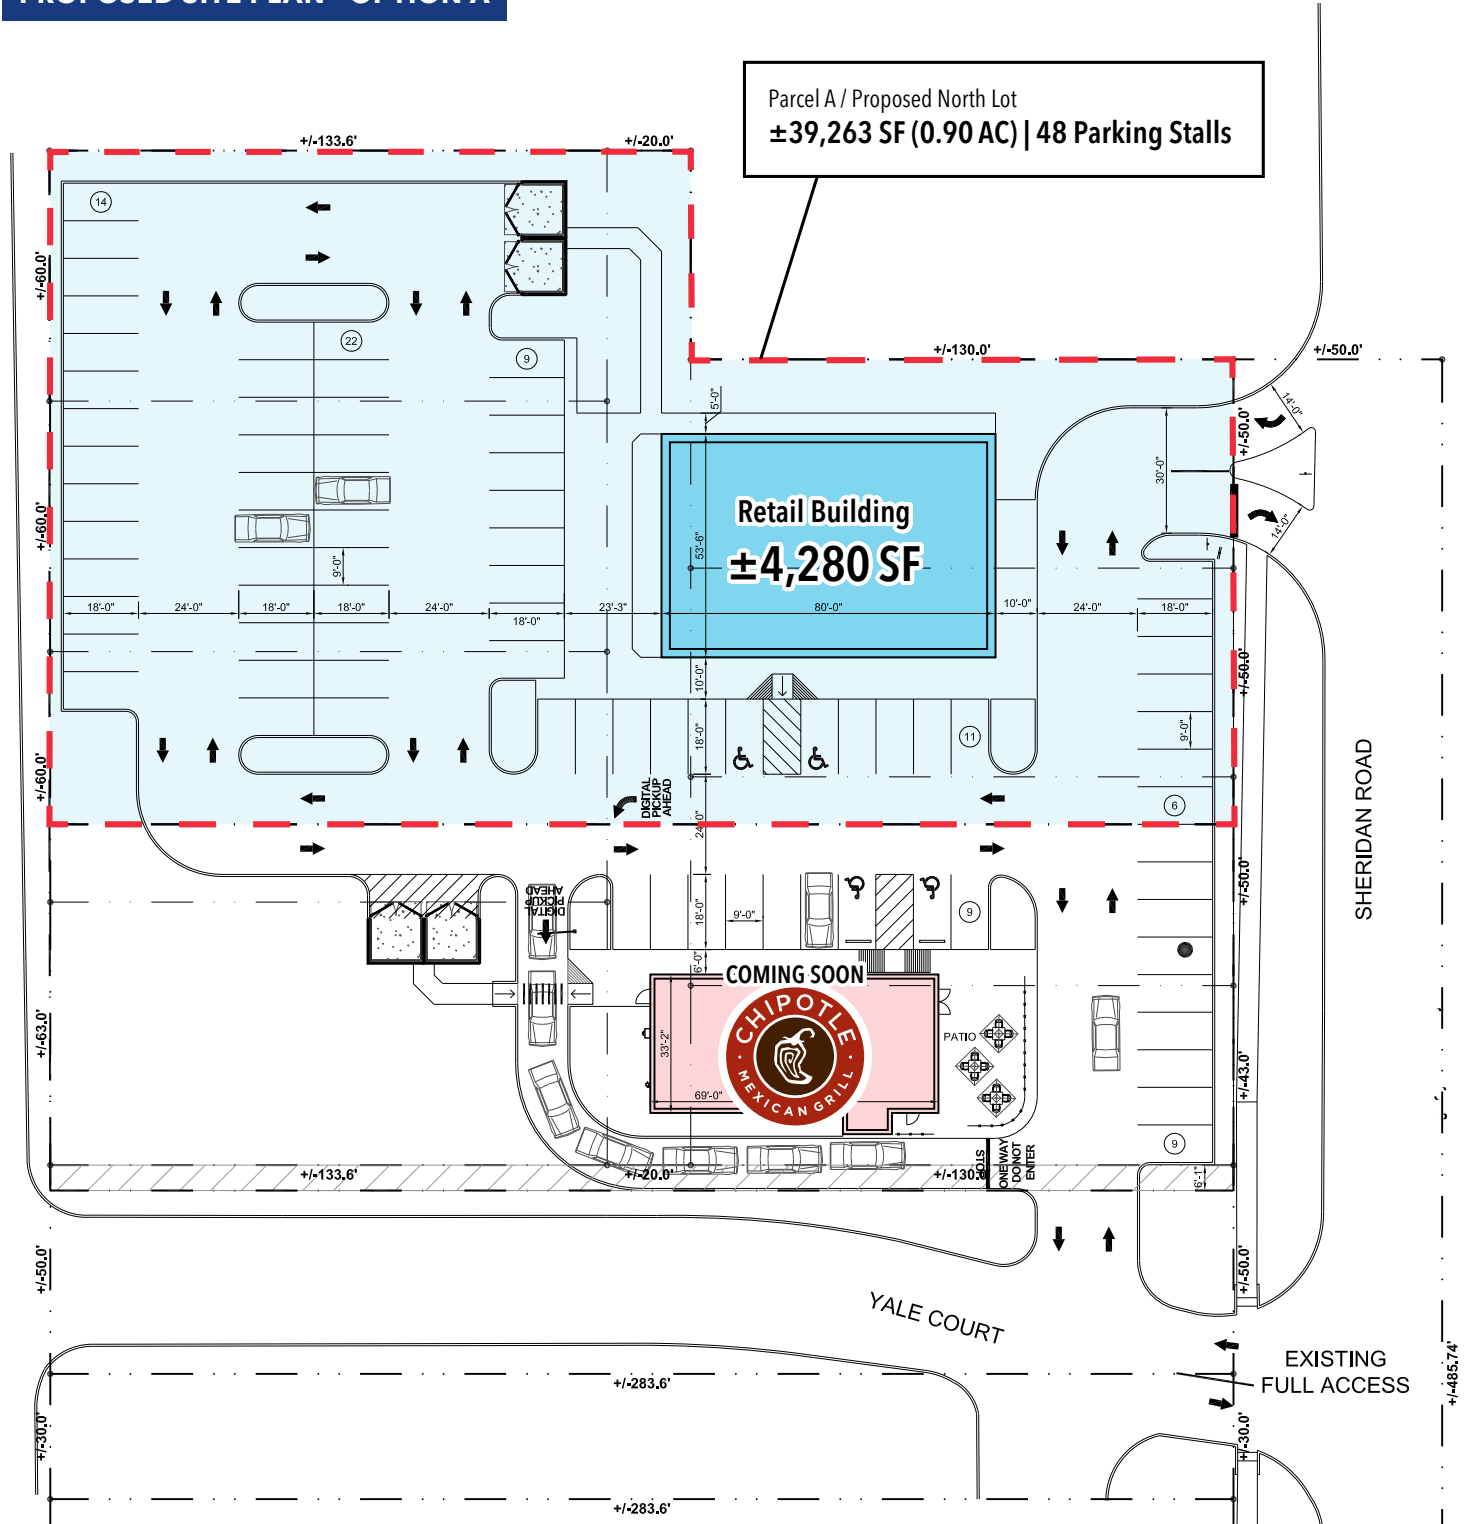 PROPOSED SITE PLAN - OPTION A
Parcel A / Proposed North Lot
±39,263 SF (0.90 AC) | 48 Parking Stalls
+/-133.6'
+/-20.0'
14
+/-60.0'
22
9
+/-130.0'
+/-50.0'
5'-0"
14'-0"
+/-50.0'
30'-0"
14'-0"
Retail Building
±4,280 SF
53'-6"
+/-60.0'
9'-0"
18'-0"
24'-0"
18'-0"
18'-0"
24'-0"
18'-0"
23'-3"
80'-0"
10'-0"
24'-0"
18'-0"
10'-0"
+/-50.0'
9'-0"
18'-0"
11
+/-60.0'
DIGITAL
PICKUP
AHEAD
6
24'-0"
SHERIDAN ROAD
DIGITAL
PICKUP
AHEAD
18'-0"
9'-0"
9
+/-50.0'
6'-0"
COMING SOON
CHIPOTLE
MEXICAN GRILL
33'-2"
69'-0"
PATIO
+/-63.0'
+/-43.0'
9
STOP
ONE WAY
DO NOT
ENTER
+/-133.6'
+/-20.0'
+/-130.0'
6'-1"
+/-50.0'
+/-50.0'
YALE COURT
EXISTING
FULL ACCESS
+/-283.6'
+/-485.74'
+/-30.0'
+/-30.0'
+/-283.6'